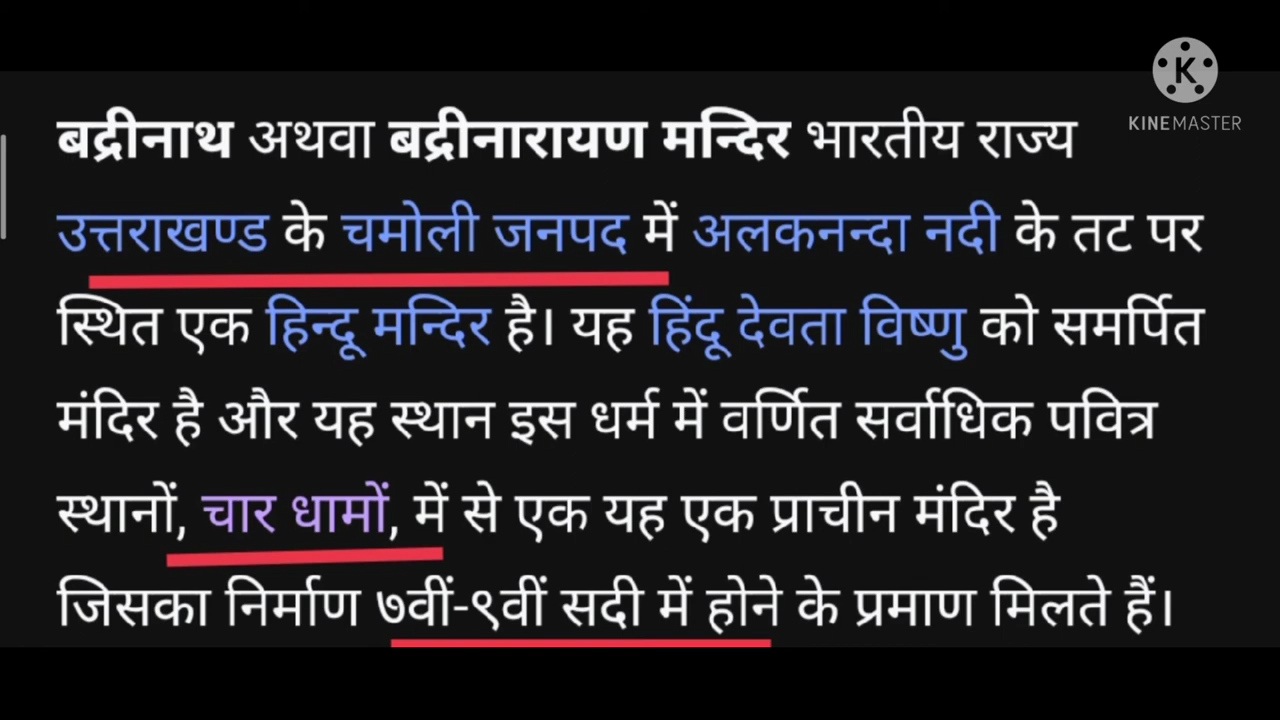 K
KINEMASTER
बद्रीनाथ अथवा बद्रीनारायण मन्दिर भारतीय राज्य
उत्तराखण्ड के चमोली जनपद में अलकनन्दा नदी के तट पर
स्थित एक हिन्दू मन्दिर है। यह हिंदू देवता विष्णु को समर्पित
मंदिर है और यह स्थान इस धर्म में वर्णित सर्वाधिक पवित्र
स्थानों, चार धामों, में से एक यह एक प्राचीन मंदिर है
जिसका निर्माण ७वीं-९वीं सदी में होने के प्रमाण मिलते हैं।